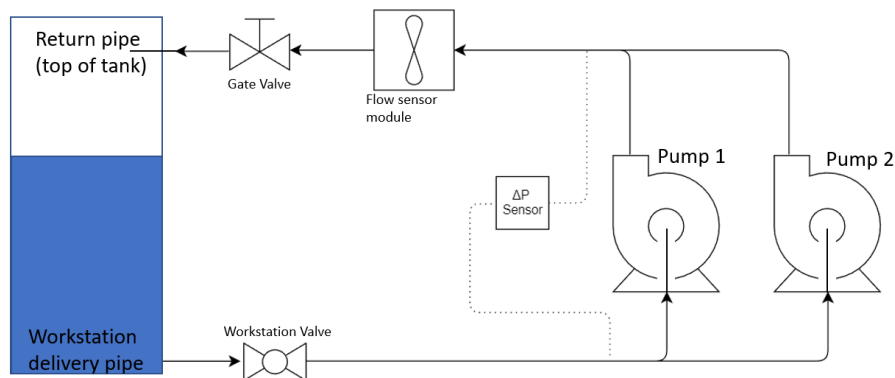 Return pipe
(top of tank)
Gate Valve
Flow sensor
module
Pump 1
Pump 2
ΔP
Sensor
Workstation
delivery pipe
Workstation Valve